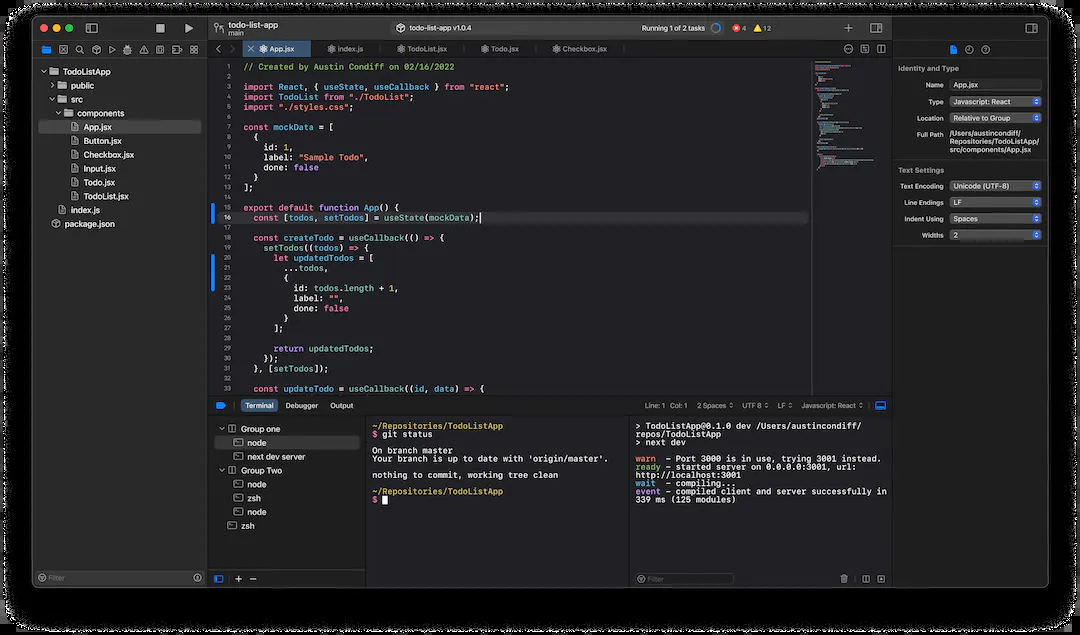 todo-list-app
main
todo-list-app v1.0.4
Running 1 of 2 tasks
4
12
App.jsx
index.js
TodoList.jsx
Todo.jsx
Checkbox.jsx
TodoListApp
public
src
components
App.jsx
Button.jsx
Checkbox.jsx
Input.jsx
Todo.jsx
TodoList.jsx
index.js
package.json
Filter
1 // Created by Austin Condiff on 02/16/2022
2
3 import React, { useState, useCallback } from "react";
4 import TodoList from "./TodoList";
5 import "./styles.css";
6
7 const mockData = [
8 {
9 id: 1,
10 label: "Sample Todo",
11 done: false
12 }
13 ];
14
15 export default function App() {
16 const [todos, setTodos] = useState(mockData);
17
18 const createTodo = useCallback(() => {
19 setTodos((todos) => {
20 let updatedTodos = [
21 ...todos,
22 {
23 id: todos.length + 1,
24 label: "",
25 done: false
26 }
27 ];
28
29 return updatedTodos;
30 });
31 }, [setTodos]);
32
33 const updateTodo = useCallback((id, data) => {
Terminal
Debugger
Output
Line: 1 Col: 1
2 Spaces
UTF 8
LF
Javascript: React
Group one
node
next dev server
Group Two
node
zsh
node
zsh
~/Repositories/TodoListApp
$ git status
On branch master
Your branch is up to date with 'origin/master'.
nothing to commit, working tree clean
~/Repositories/TodoListApp
$
> TodoListApp@0.1.0 dev /Users/austincondiff/
repos/TodoListApp
> next dev
warn - Port 3000 is in use, trying 3001 instead.
ready - started server on 0.0.0.0:3001, url:
http://localhost:3001
wait - compiling...
event - compiled client and server successfully in
339 ms (125 modules)
Filter
Identity and Type
Name App.jsx
Type Javascript: React
Location Relative to Group
Full Path /Users/austincondiff/
Repositories/TodoListApp/
src/components/App.jsx
Text Settings
Text Encoding Unicode (UTF-8)
Line Endings LF
Indent Using Spaces
Widths 2